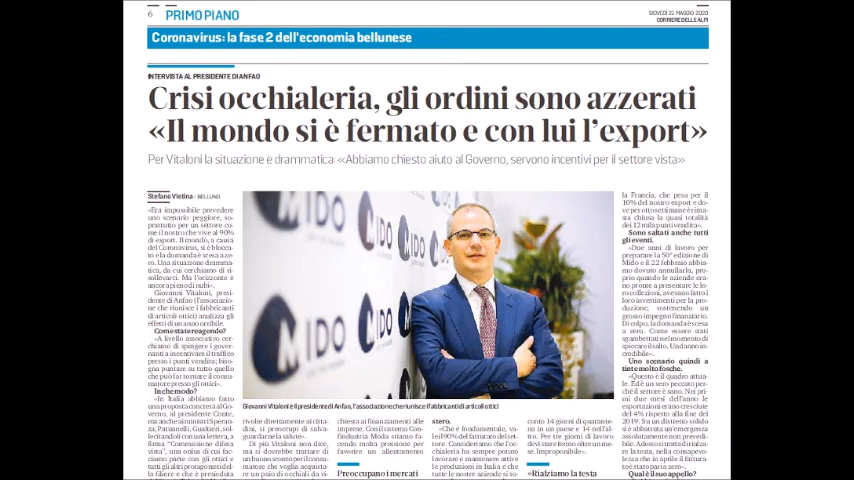 6 PRIMO PIANO
GIOVEDÌ 21 MAGGIO 2020
CORRIERE DELLE ALPI
Coronavirus: la fase 2 dell'economia bellunese
INTERVISTA AL PRESIDENTE DI ANFAO
Crisi occhialeria, gli ordini sono azzerati
«Il mondo si è fermato e con lui l'export»
Per Vitaloni la situazione è drammatica: «Abbiamo chiesto aiuto al Governo, servono incentivi per il settore vista»
Stefano Vietina / BELLUNO
«Era impossibile prevedere
uno scenario peggiore, so-
prattutto per un settore co-
me il nostro che vive al 90%
di export. Il mondo, a causa
del Coronavirus, si è blocca-
to e la domanda è scesa a ze-
ro. Una situazione dramma-
tica, da cui cerchiamo di ri-
sollevarci. Ma l'orizzonte è
ancora pieno di nubi».
Giovanni Vitaloni, presi-
dente di Anfao (l'associazio-
ne che riunisce i fabbricanti
di articoli ottici) analizza gli
effetti di un anno orribile.
Come state reagendo?
«A livello associativo cer-
chiamo di spingere i governa-
nti a incentivare il traffico
presso i punti vendita; biso-
gna puntare su tutto quello
che può far tornare il consu-
matore presso gli ottici».
In che modo?
«In Italia abbiamo fatto
una proposta concreta al Go-
verno, al premier Conte,
ma anche ai ministri Speran-
za, Patuanelli, Gualtieri, sol-
lecitandoli con una lettera, a
firma "Commissione difesa
vista", una onlus di cui fac-
ciamo parte con gli ottici e
tutti gli altri protagonisti del-
la filiere e che è presieduta
MIDO
MIDO
MIDO
MIDO
Giovanni Vitaloni è il presidente di Anfao, l'associazione che riunisce i fabbricanti di articoli ottici
rivolte direttamente ai citta-
dini, si preoccupi di salva-
guardarne la salute».
Di più Vitaloni non dice,
ma si dovrebbe trattare di
un buono sconto per il consu-
matore che voglia acquista-
re un paio di occhiali da vi-
chiesta ai finanziamenti alle
imprese. Con il sistema Con-
findustria Moda stiamo fa-
cendo molta pressione per
favorire un allentamento
Preoccupano i mercati
stero.
«Che è fondamentale, va-
le il 90% del fatturato del set-
tore. Consideriamo che l'oc-
chialeria ha sempre potuto
lavorare e mantenere attive
le produzioni in Italia e che
tutte le nostre aziende si so-
conto 14 giorni di quaranten-
a in un paese e 14 nell'al-
tro. Per tre giorni di lavoro
devi stare fermo oltre un me-
se. Improponibile».
«Rialziamo la testa
la Francia, che pesa per il
10% del nostro export e do-
ve per otto settimane è rima-
sta chiusa la quasi totalità
dei 12 mila punti vendita».
Sono saltati anche tutti
gli eventi.
«Due anni di lavoro per
preparare la 50ª edizione di
Mido e il 22 febbraio abbia-
mo dovuto annullarla, pro-
prio quando le aziende era-
no pronte a presentare le lo-
ro collezioni, avevano fatto i
loro investimenti per la pro-
duzione, sostenendo un
grosso impegno finanziario.
Di colpo, la domanda è scesa
a zero. Come essere stati
sgambettati nel momento di
spiccare il salto. Un danno in-
credibile».
Uno scenario quindi a
tinte molto fosche.
«Questo è il quadro attua-
le. Ed è un vero peccato per-
ché il settore è sano. Nei pri-
mi due mesi dell'anno le
esportazioni erano cresciute
del 4% rispetto alla fine del
2019. Su un distretto solido
si è abbattuta un'emergenza
assolutamente non prevedi-
bile. Adesso si tratta di rialza-
re la testa, nella consapevo-
lezza che in aprile il fattura-
to è stato pari a zero».
Qual è il suo appello?